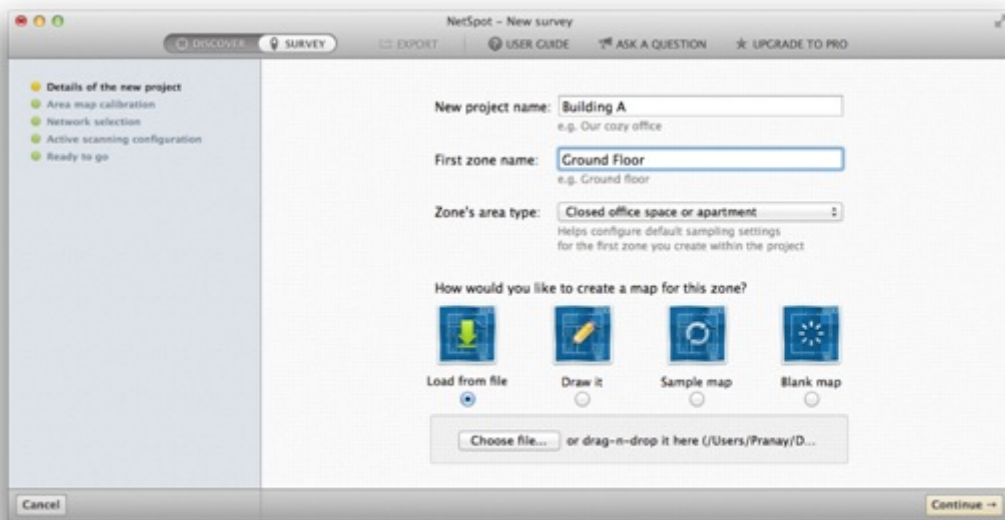 NetSpot - New survey
DISCOVER SURVEY EXPORT USER GUIDE ASK A QUESTION UPGRADE TO PRO
Details of the new project
Area map calibration
Network selection
Active scanning configuration
Ready to go
New project name: Building A
e.g. Our cozy office
First zone name: Ground Floor
e.g. Ground floor
Zone's area type: Closed office space or apartment
Helps configure default sampling settings
for the first zone you create within the project
How would you like to create a map for this zone?
Load from file Draw it Sample map Blank map
Choose file... or drag-n-drop it here (/Users/Pranay/D...
Cancel Continue →